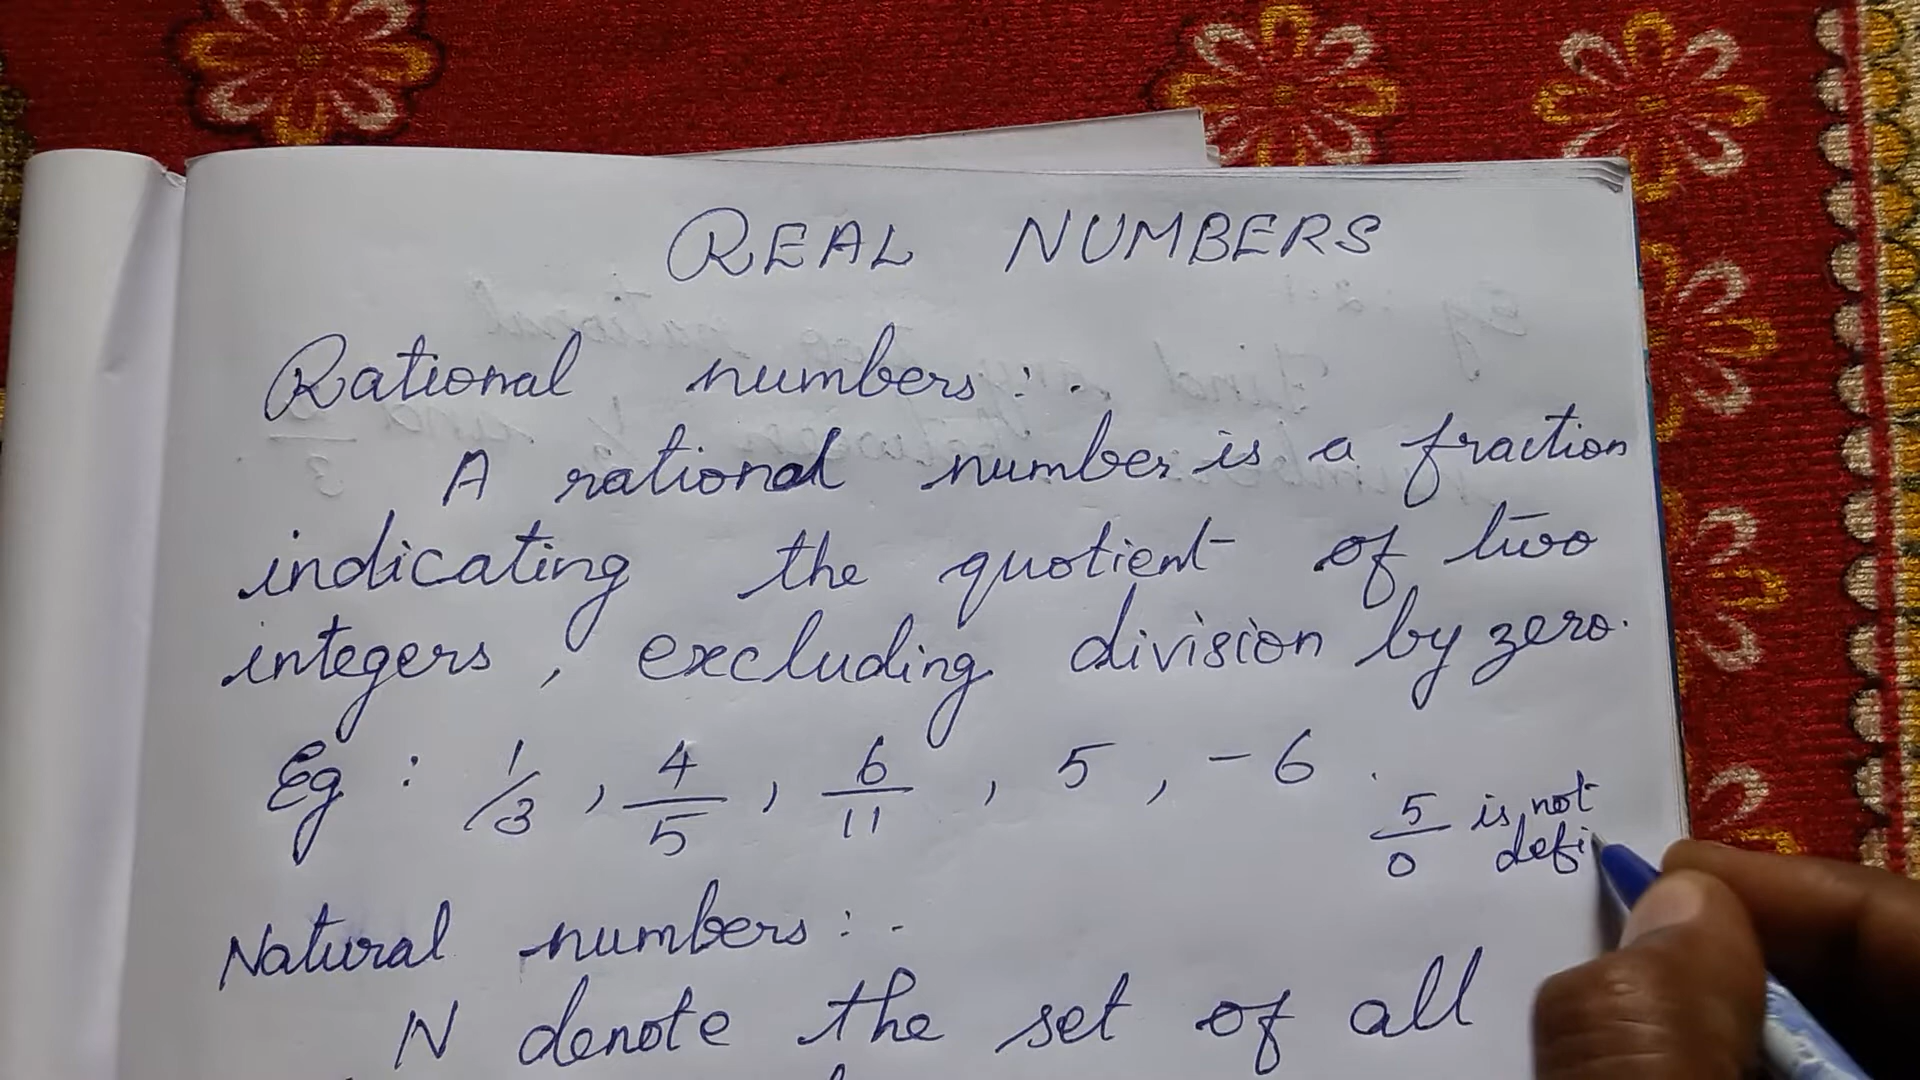 REAL NUMBERS
Rational numbers :.
A rational number is a fraction
indicating the quotient of two
integers, excluding division by zero.
Eg : 1/3, 4/5, 6/11, 5, -6.
5/0 is not
defi
Natural numbers :.
N denote the set of all